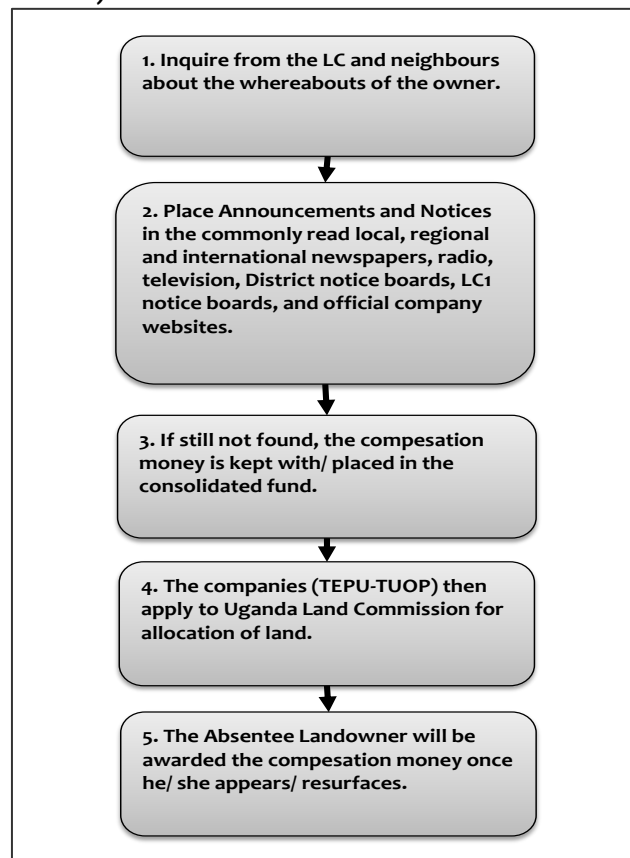 1. Inquire from the LC and neighbours
about the whereabouts of the owner.
2. Place Announcements and Notices
in the commonly read local, regional
and international newspapers, radio,
television, District notice boards, LC1
notice boards, and official company
websites.
3. If still not found, the compesation
money is kept with/ placed in the
consolidated fund.
4. The companies (TEPU-TUOP) then
apply to Uganda Land Commission for
allocation of land.
5. The Absentee Landowner will be
awarded the compesation money once
he/ she appears/ resurfaces.